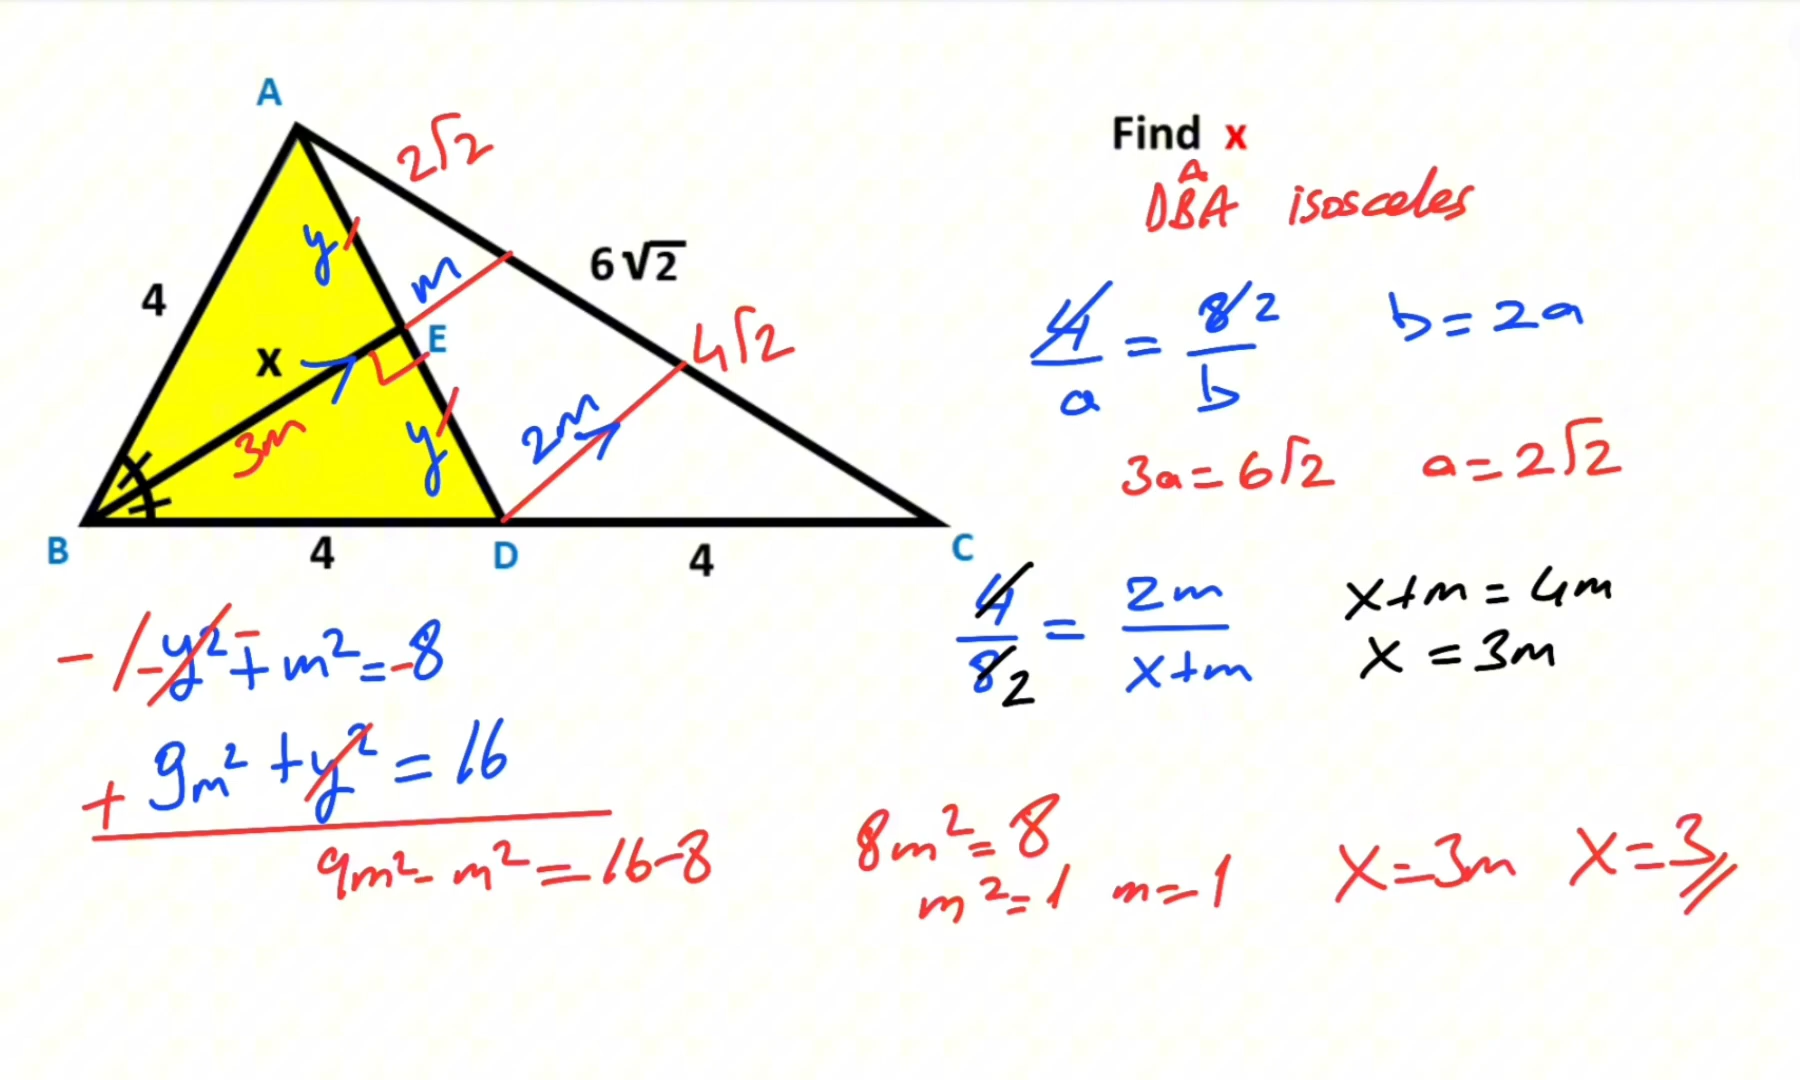 A
2√2
Find x
DBA isosceles
y
m
6√2
4
x
E
4√2
4/a = 8 2/b
b = 2a
3m
y
2m
3a = 6√2
a = 2√2
B
4
D
4
C
4/8 2 = 2m/x+m
x+m = 4m
x = 3m
- / -y² + m² = -8
+ 9m² + y² = 16
9m² - m² = 16-8
8m² = 8
m² = 1
m = 1
X = 3m
X = 3